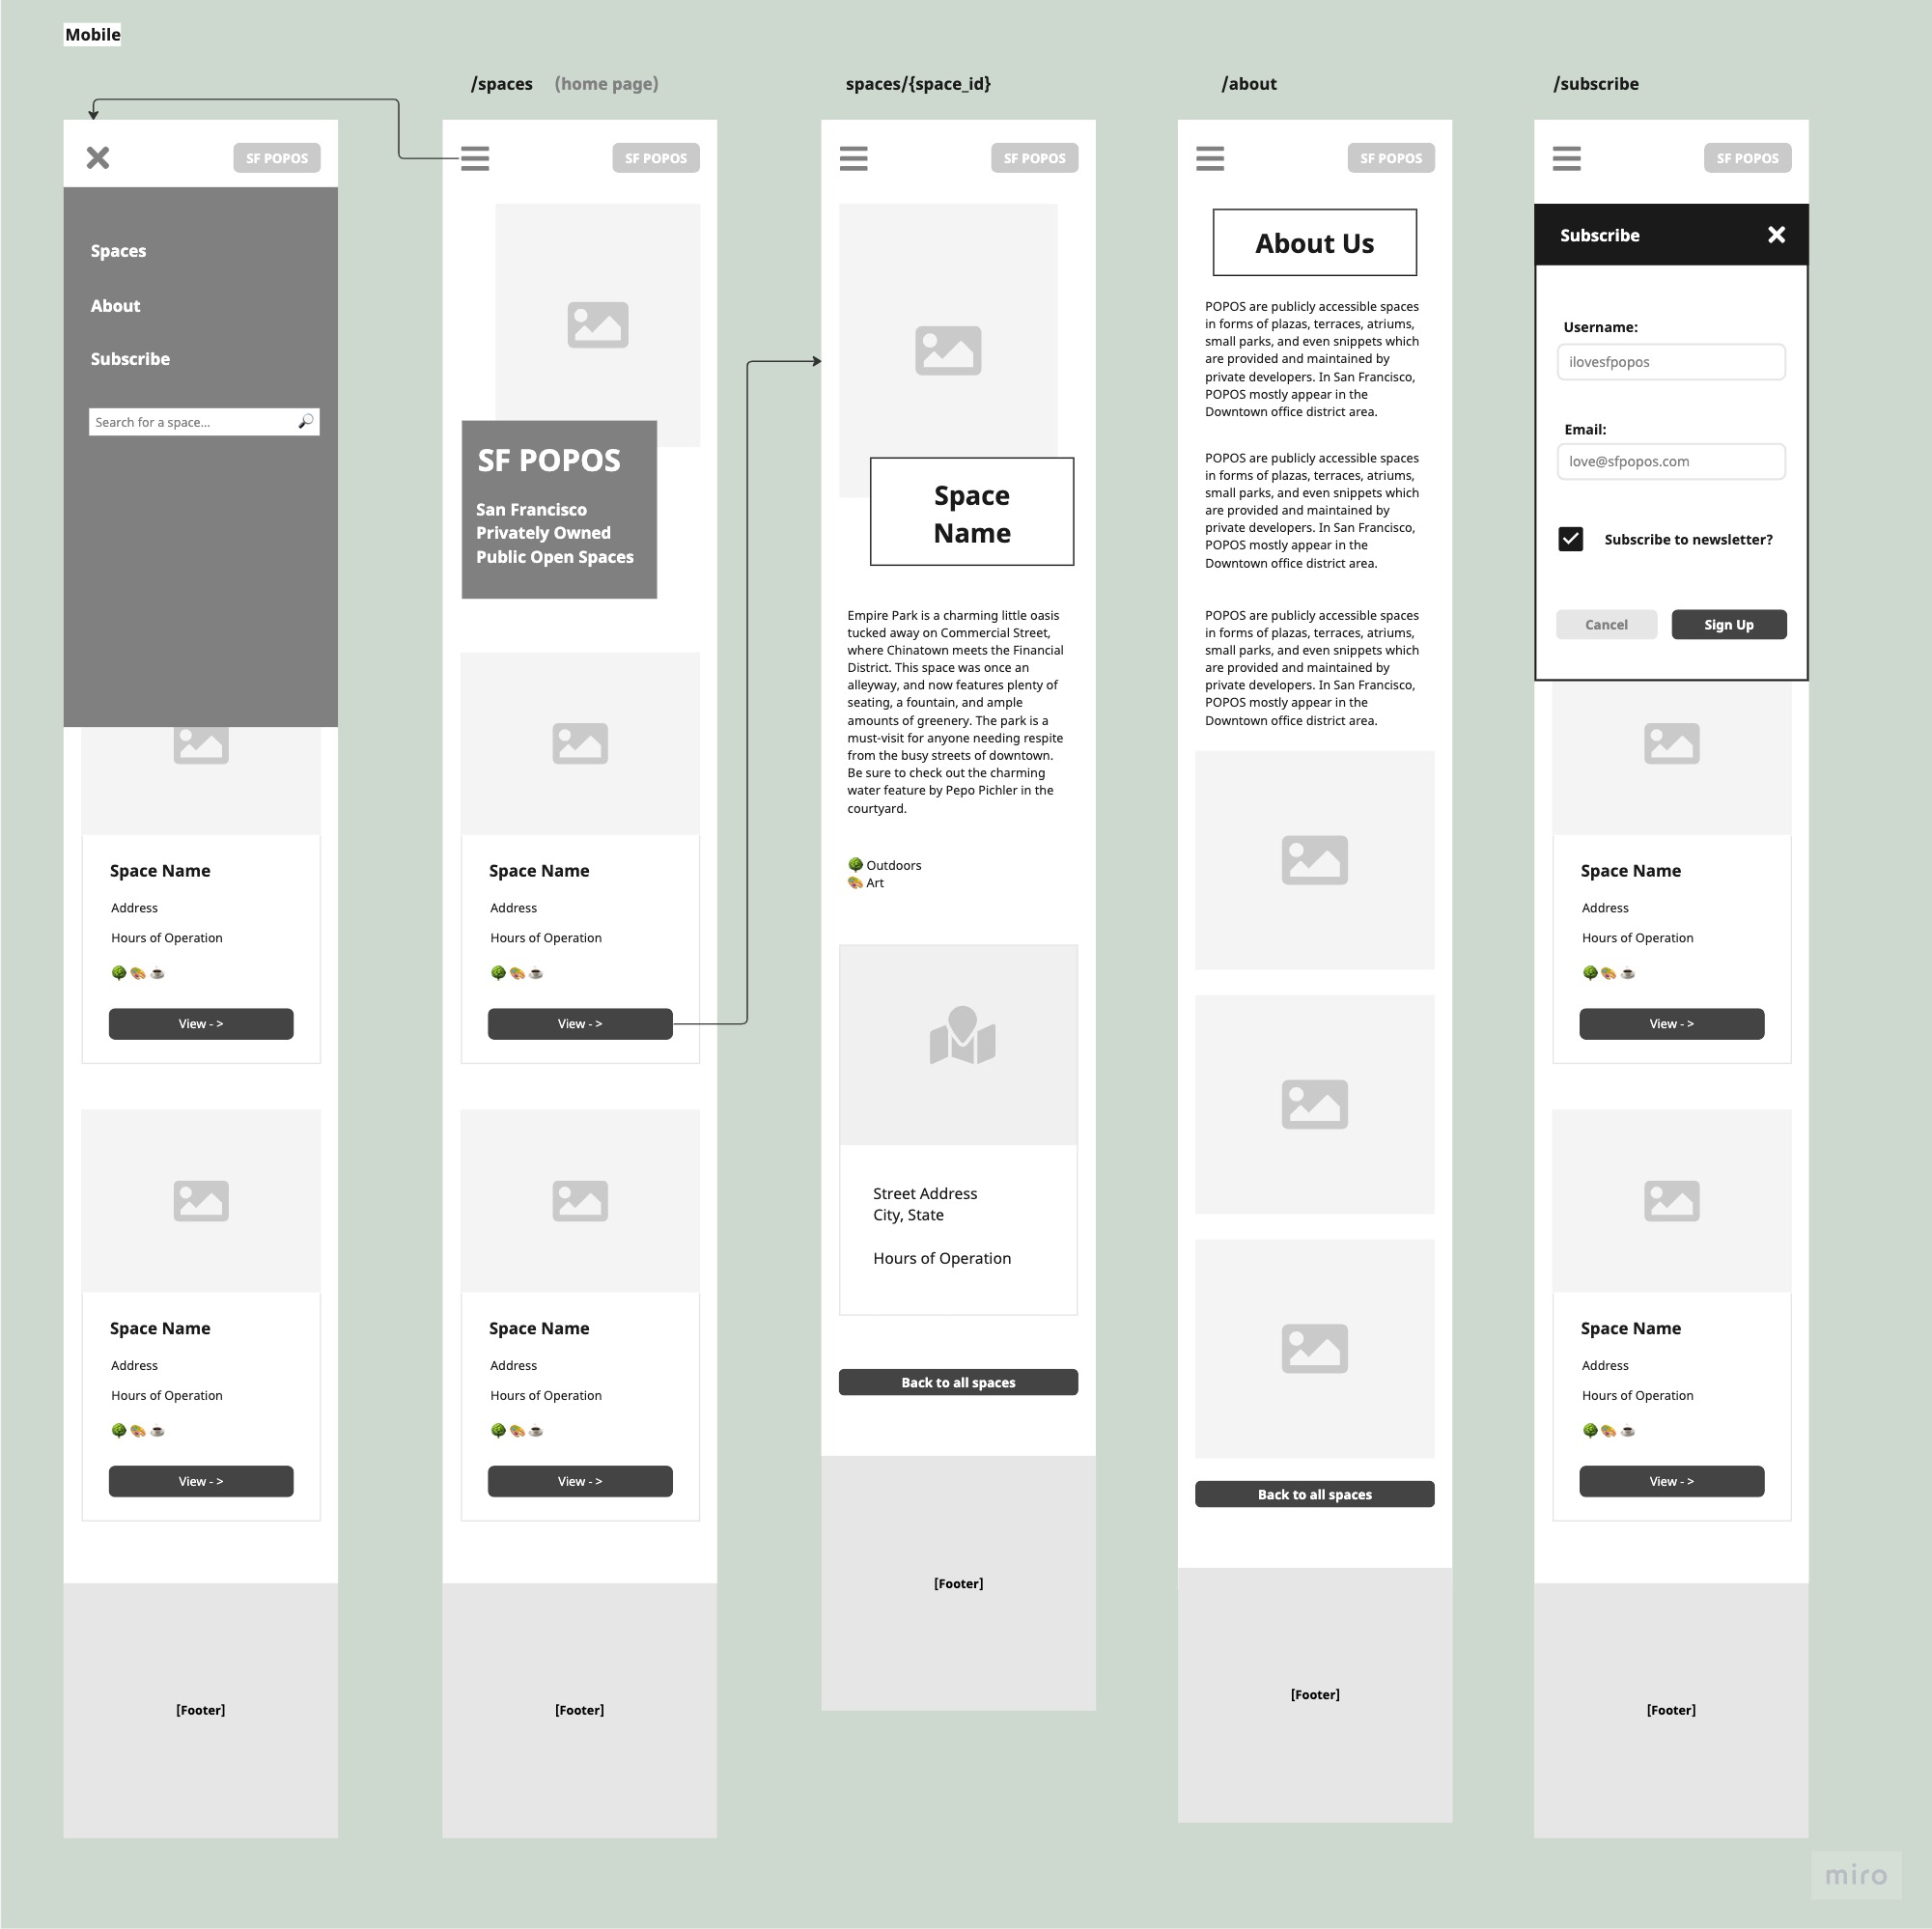 Mobile
/spaces (home page)
spaces/{space_id}
/about
/subscribe
SF POPOS
Spaces
About
Subscribe
Search for a space...
Space Name
Address
Hours of Operation
View - >
Space Name
Address
Hours of Operation
View - >
[Footer]
SF POPOS
SF POPOS
San Francisco
Privately Owned
Public Open Spaces
Space Name
Address
Hours of Operation
View - >
Space Name
Address
Hours of Operation
View - >
[Footer]
SF POPOS
Space
Name
Empire Park is a charming little oasis
tucked away on Commercial Street,
where Chinatown meets the Financial
District. This space was once an
alleyway, and now features plenty of
seating, a fountain, and ample
amounts of greenery. The park is a
must-visit for anyone needing respite
from the busy streets of downtown.
Be sure to check out the charming
water feature by Pepo Pichler in the
courtyard.
Outdoors
Art
Street Address
City, State
Hours of Operation
Back to all spaces
[Footer]
SF POPOS
About Us
POPOS are publicly accessible spaces
in forms of plazas, terraces, atriums,
small parks, and even snippets which
are provided and maintained by
private developers. In San Francisco,
POPOS mostly appear in the
Downtown office district area.
POPOS are publicly accessible spaces
in forms of plazas, terraces, atriums,
small parks, and even snippets which
are provided and maintained by
private developers. In San Francisco,
POPOS mostly appear in the
Downtown office district area.
POPOS are publicly accessible spaces
in forms of plazas, terraces, atriums,
small parks, and even snippets which
are provided and maintained by
private developers. In San Francisco,
POPOS mostly appear in the
Downtown office district area.
Back to all spaces
[Footer]
SF POPOS
Subscribe
Username:
ilovesfpopos
Email:
love@sfpopos.com
Subscribe to newsletter?
Cancel Sign Up
Space Name
Address
Hours of Operation
View - >
Space Name
Address
Hours of Operation
View - >
[Footer]
miro